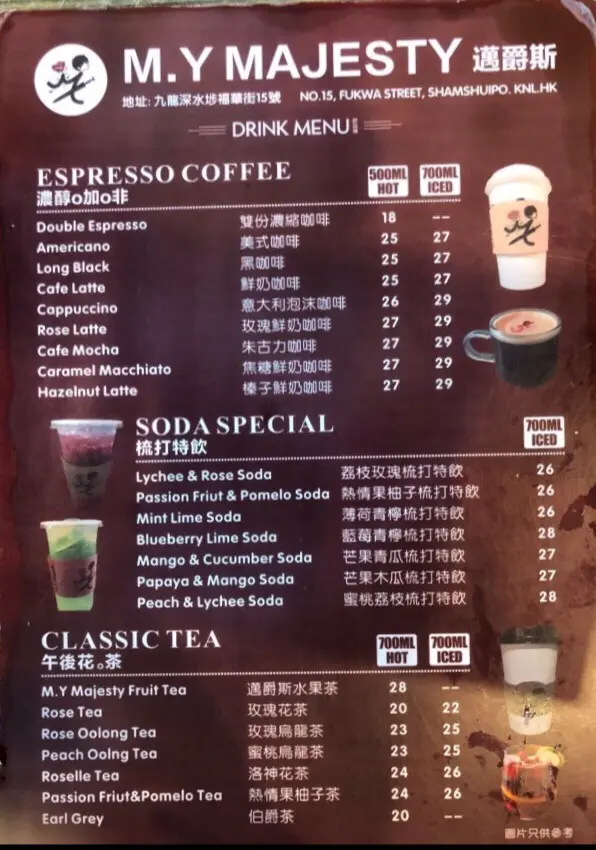 M.Y MAJESTY 邁爵斯
地址: 九龍深水埗福華街15號 NO.15, FUKWA STREET, SHAMSHUIPO. KNL.HK
DRINK MENU
ESPRESSO COFFEE 500ML HOT 700ML ICED
濃醇o加o非
Double Espresso 雙份濃縮咖啡 18 --
Americano 美式咖啡 25 27
Long Black 黑咖啡 25 27
Cafe Latte 鮮奶咖啡 25 27
Cappuccino 意大利泡沫咖啡 26 29
Rose Latte 玫瑰鮮奶咖啡 27 29
Cafe Mocha 朱古力咖啡 27 29
Caramel Macchiato 焦糖鮮奶咖啡 27 29
Hazelnut Latte 榛子鮮奶咖啡 27 29
SODA SPECIAL 700ML ICED
梳打特飲
Lychee & Rose Soda 荔枝玫瑰梳打特飲 26
Passion Friut & Pomelo Soda 熱情果柚子梳打特飲 26
Mint Lime Soda 薄荷青檸梳打特飲 26
Blueberry Lime Soda 藍莓青檸梳打特飲 28
Mango & Cucumber Soda 芒果青瓜梳打特飲 27
Papaya & Mango Soda 芒果木瓜梳打特飲 27
Peach & Lychee Soda 蜜桃荔枝梳打特飲 28
CLASSIC TEA 700ML HOT 700ML ICED
午後花。茶
M.Y Majesty Fruit Tea 邁爵斯水果茶 28 --
Rose Tea 玫瑰花茶 20 22
Rose Oolong Tea 玫瑰烏龍茶 23 25
Peach Oolng Tea 蜜桃烏龍茶 23 25
Roselle Tea 洛神花茶 24 26
Passion Friut&Pomelo Tea 熱情果柚子茶 24 26
Earl Grey 伯爵茶 20 --
圖片只供參考